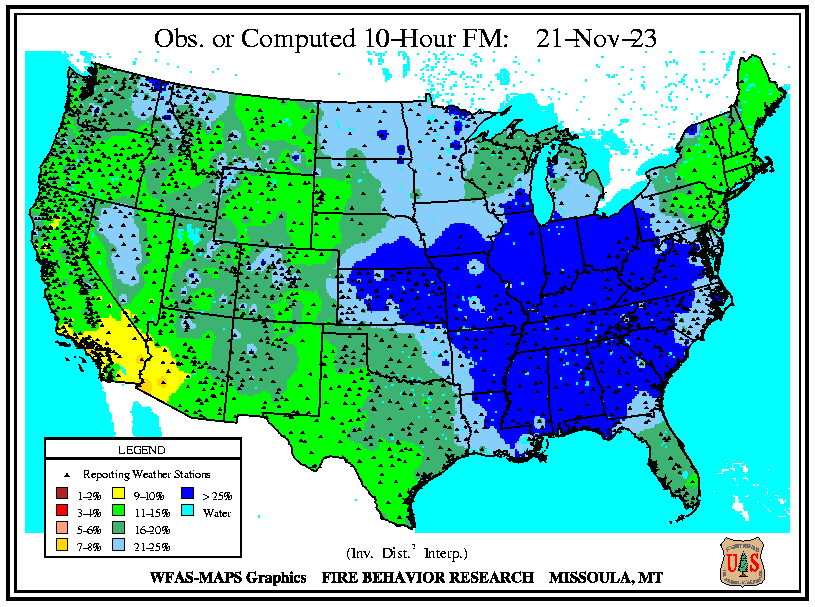 Obs. or Computed 10-Hour FM: 21-Nov-23
LEGEND
Reporting Weather Stations
1-2% 9-10% > 25%
3-4% 11-15% Water
5-6% 16-20%
7-8% 21-25%
(Inv. Dist.² Interp.)
WFAS-MAPS Graphics FIRE BEHAVIOR RESEARCH MISSOULA, MT
U S